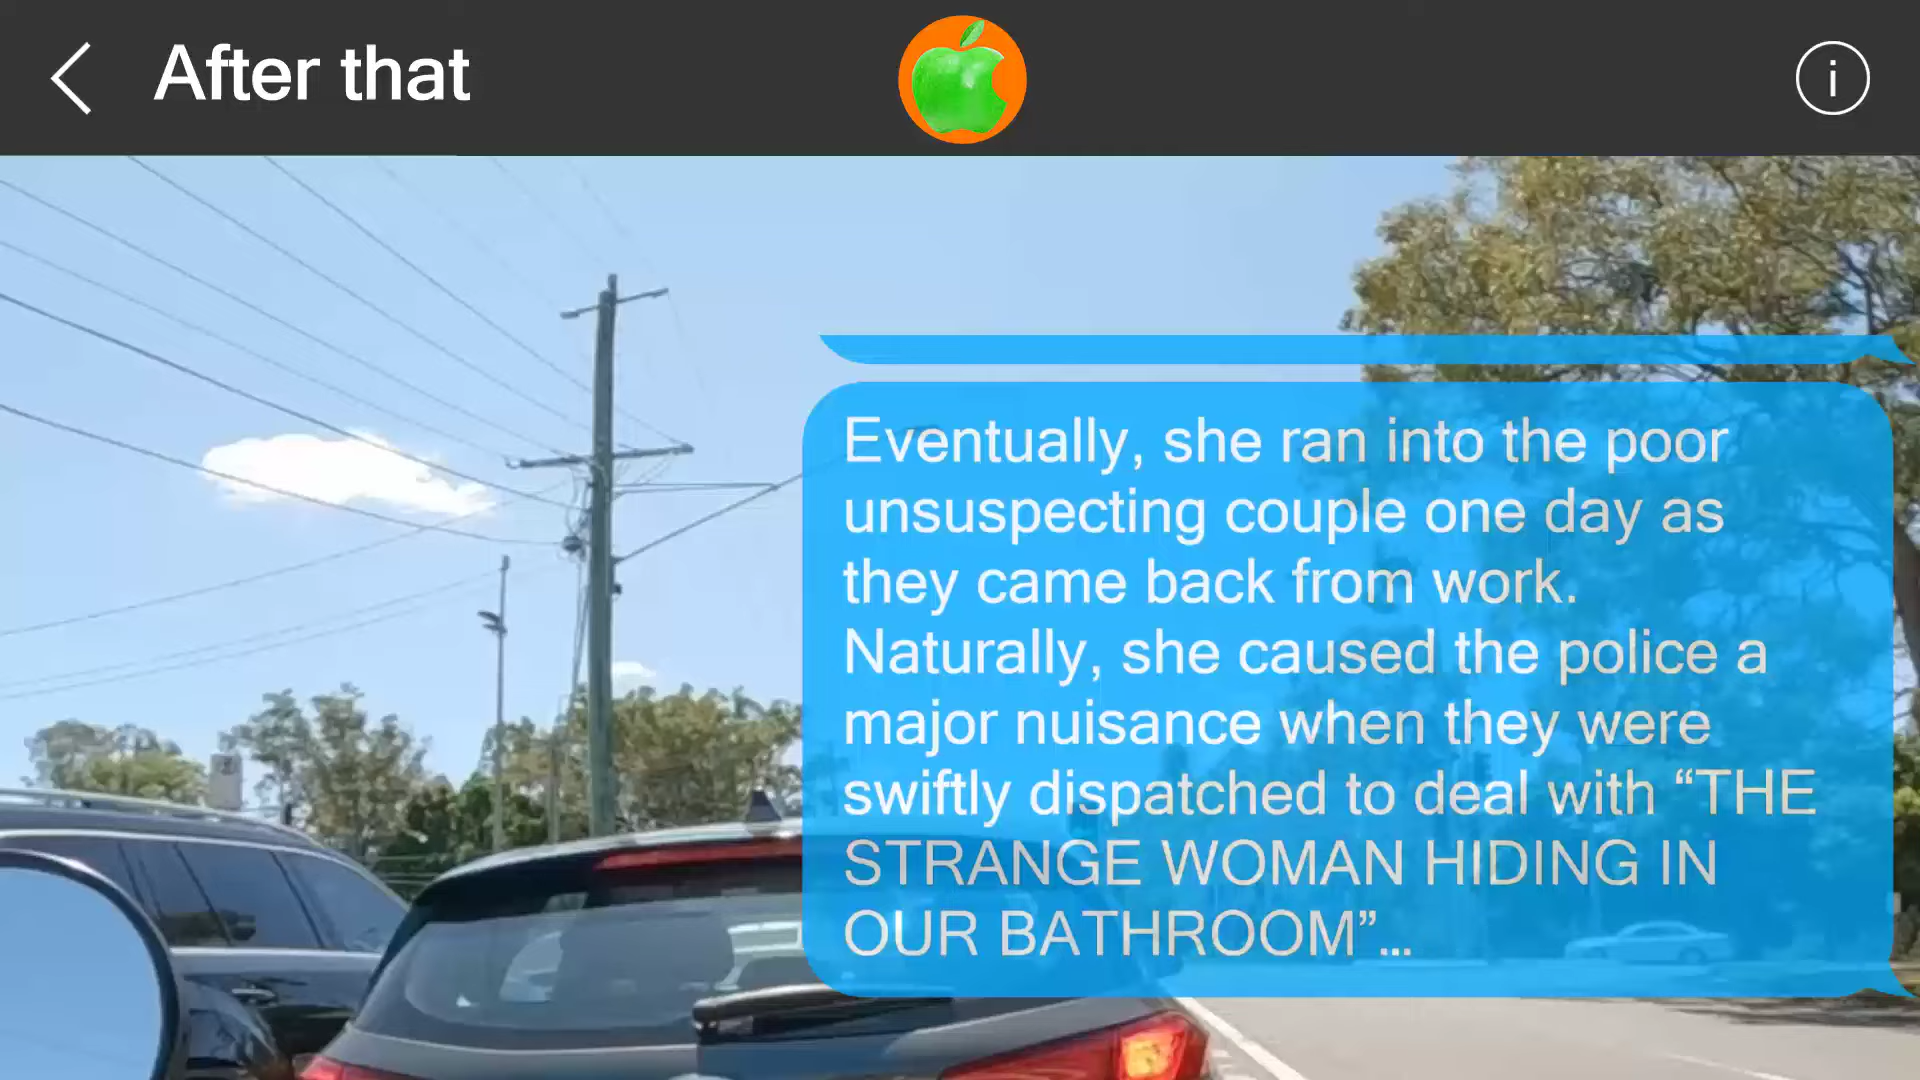 After that
i
Eventually, she ran into the poor
unsuspecting couple one day as
they came back from work.
Naturally, she caused the police a
major nuisance when they were
swiftly dispatched to deal with “THE
STRANGE WOMAN HIDING IN
OUR BATHROOM”...